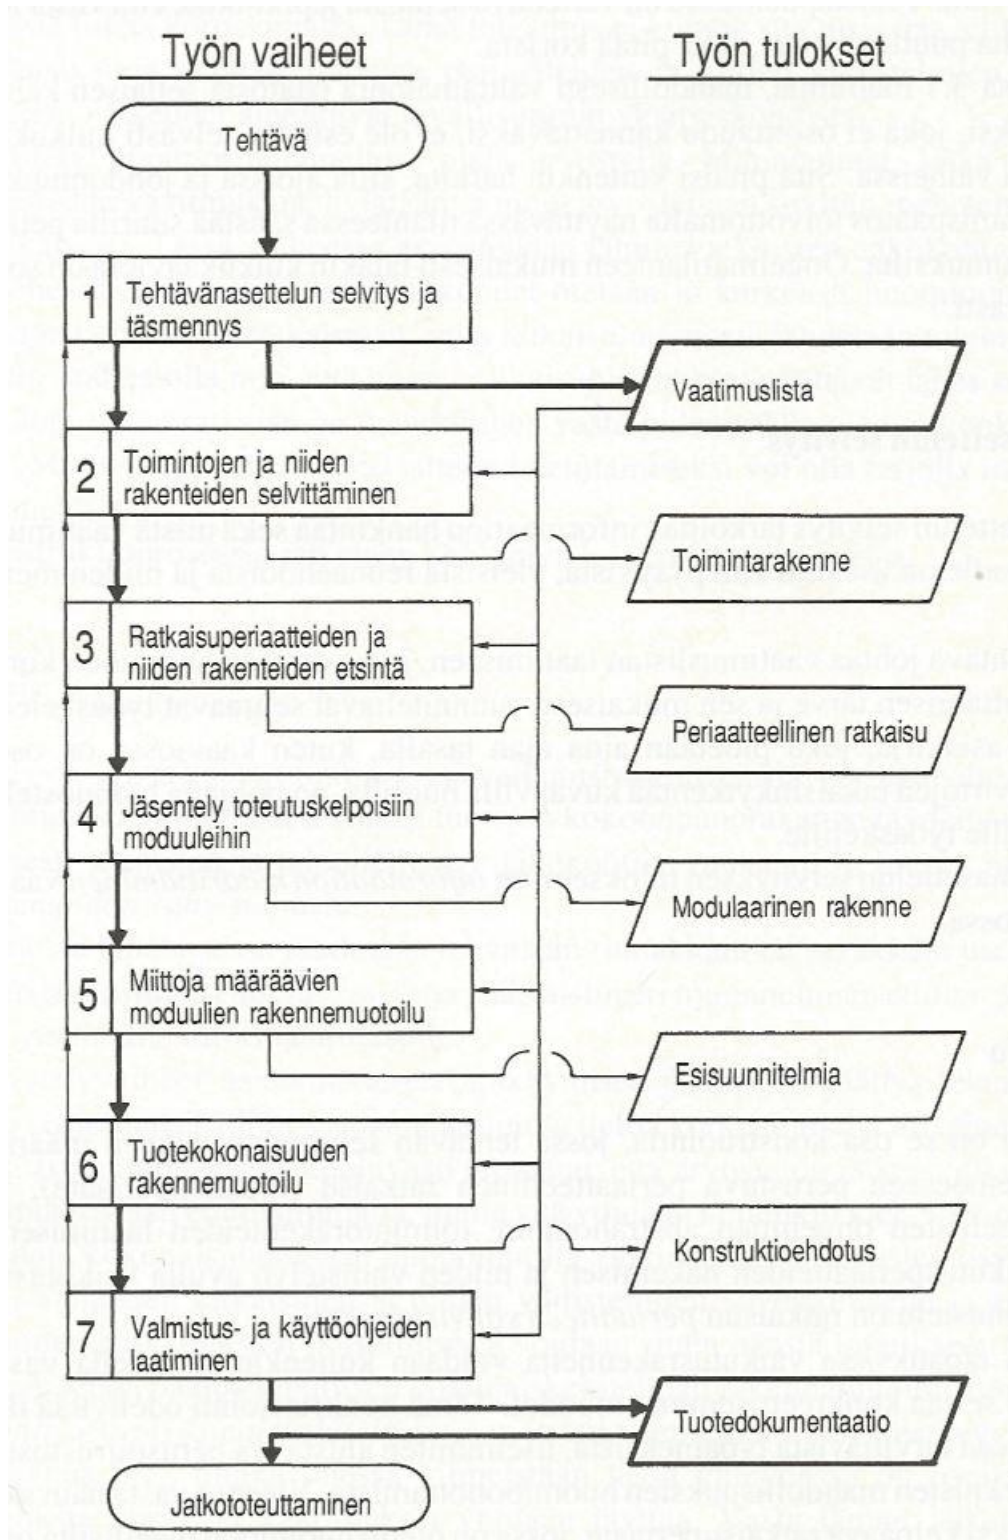 Työn vaiheet
Työn tulokset
Tehtävä
1
Tehtävänasettelun selvitys ja
täsmennys
Vaatimuslista
2
Toimintojen ja niiden
rakenteiden selvittäminen
Toimintarakenne
3
Ratkaisuperiaatteiden ja
niiden rakenteiden etsintä
Periaatteellinen ratkaisu
4
Jäsentely toteutuskelpoisiin
moduuleihin
Modulaarinen rakenne
5
Miittoja määräävien
moduulien rakennemuotoilu
Esisuunnitelmia
6
Tuotekokonaisuuden
rakennemuotoilu
Konstruktioehdotus
7
Valmistus- ja käyttöohjeiden
laatiminen
Tuotedokumentaatio
Jatkototeuttaminen